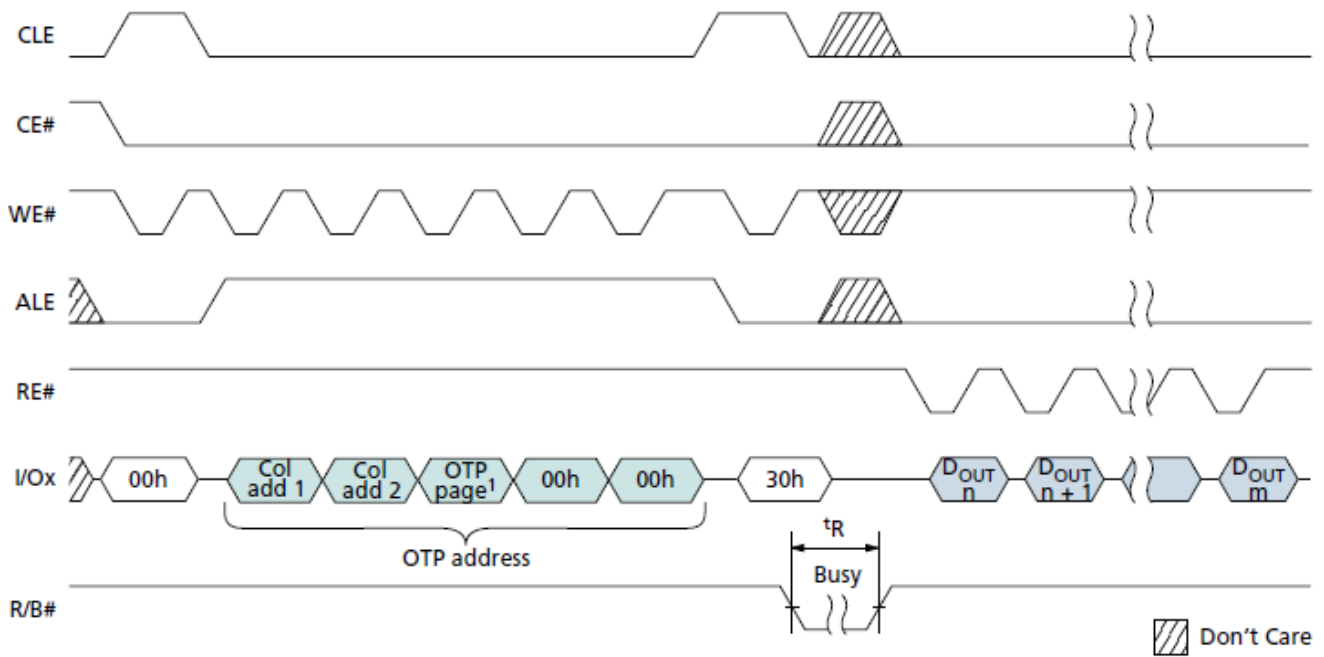 CLE
CE#
WE#
ALE
RE#
I/Ox
00h
Col
add 1
Col
add 2
OTP
page¹
00h
00h
30h
DOUT
n
DOUT
n + 1
DOUT
m
OTP address
tR
Busy
R/B#
Don't Care